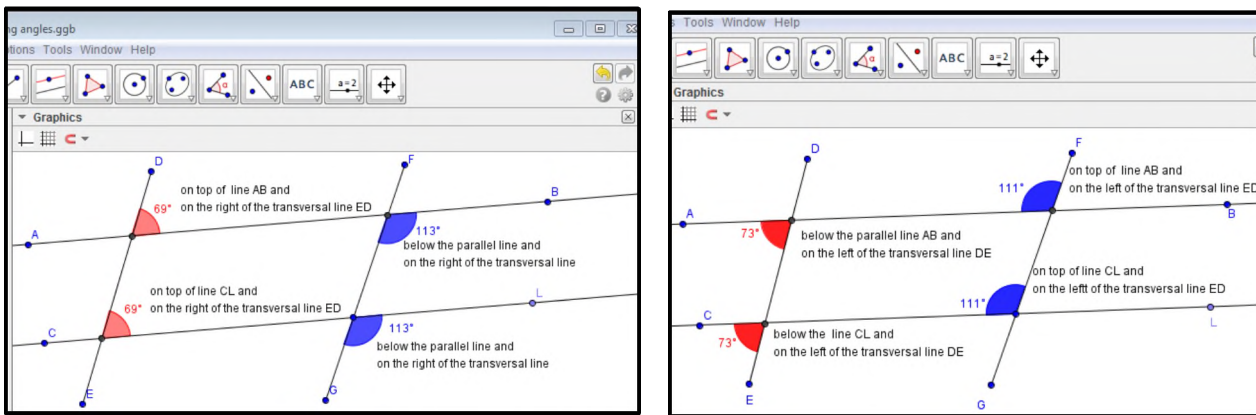 ng angles.ggb
tions Tools Window Help
ABC
a=2
Graphics
D
F
on top of line AB and
on the right of the transversal line ED
69°
B
A
113°
below the parallel line and
on the right of the transversal line
on top of line CL and
on the right of the transversal line ED
69°
L
C
113°
below the parallel line and
on the right of the transversal line
E
G
s Tools Window Help
ABC
a=2
Graphics
D
F
on top of line AB and
on the left of the transversal line ED
111°
A
B
73°
below the parallel line AB and
on the left of the transversal line DE
on top of line CL and
on the leftt of the transversal line ED
111°
C
L
73°
below the line CL and
on the left of the transversal line DE
E
G